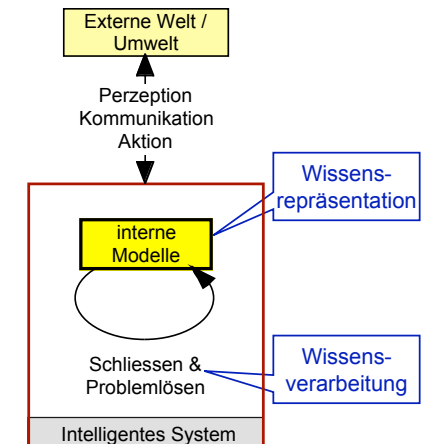 Externe Welt /
Umwelt
Perzeption
Kommunikation
Aktion
Wissens-
repräsentation
interne
Modelle
Schliessen &
Problemlösen
Wissens-
verarbeitung
Intelligentes System